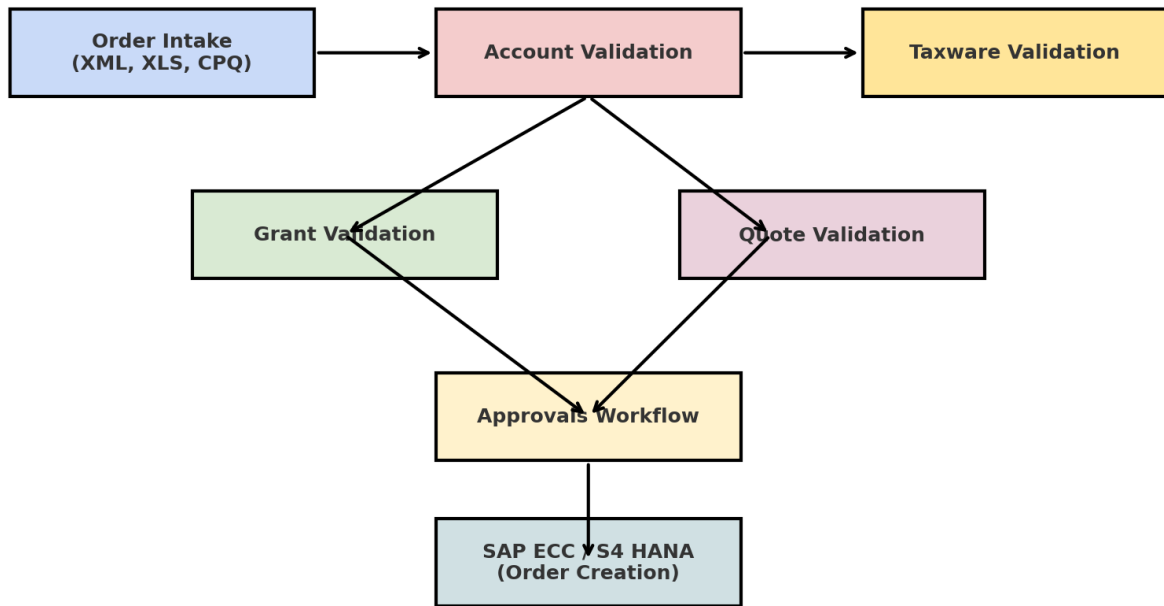 Order Intake
(XML, XLS, CPQ)
Account Validation
Taxware Validation
Grant Validation
Quote Validation
Approvals Workflow
SAP ECC / S4 HANA
(Order Creation)